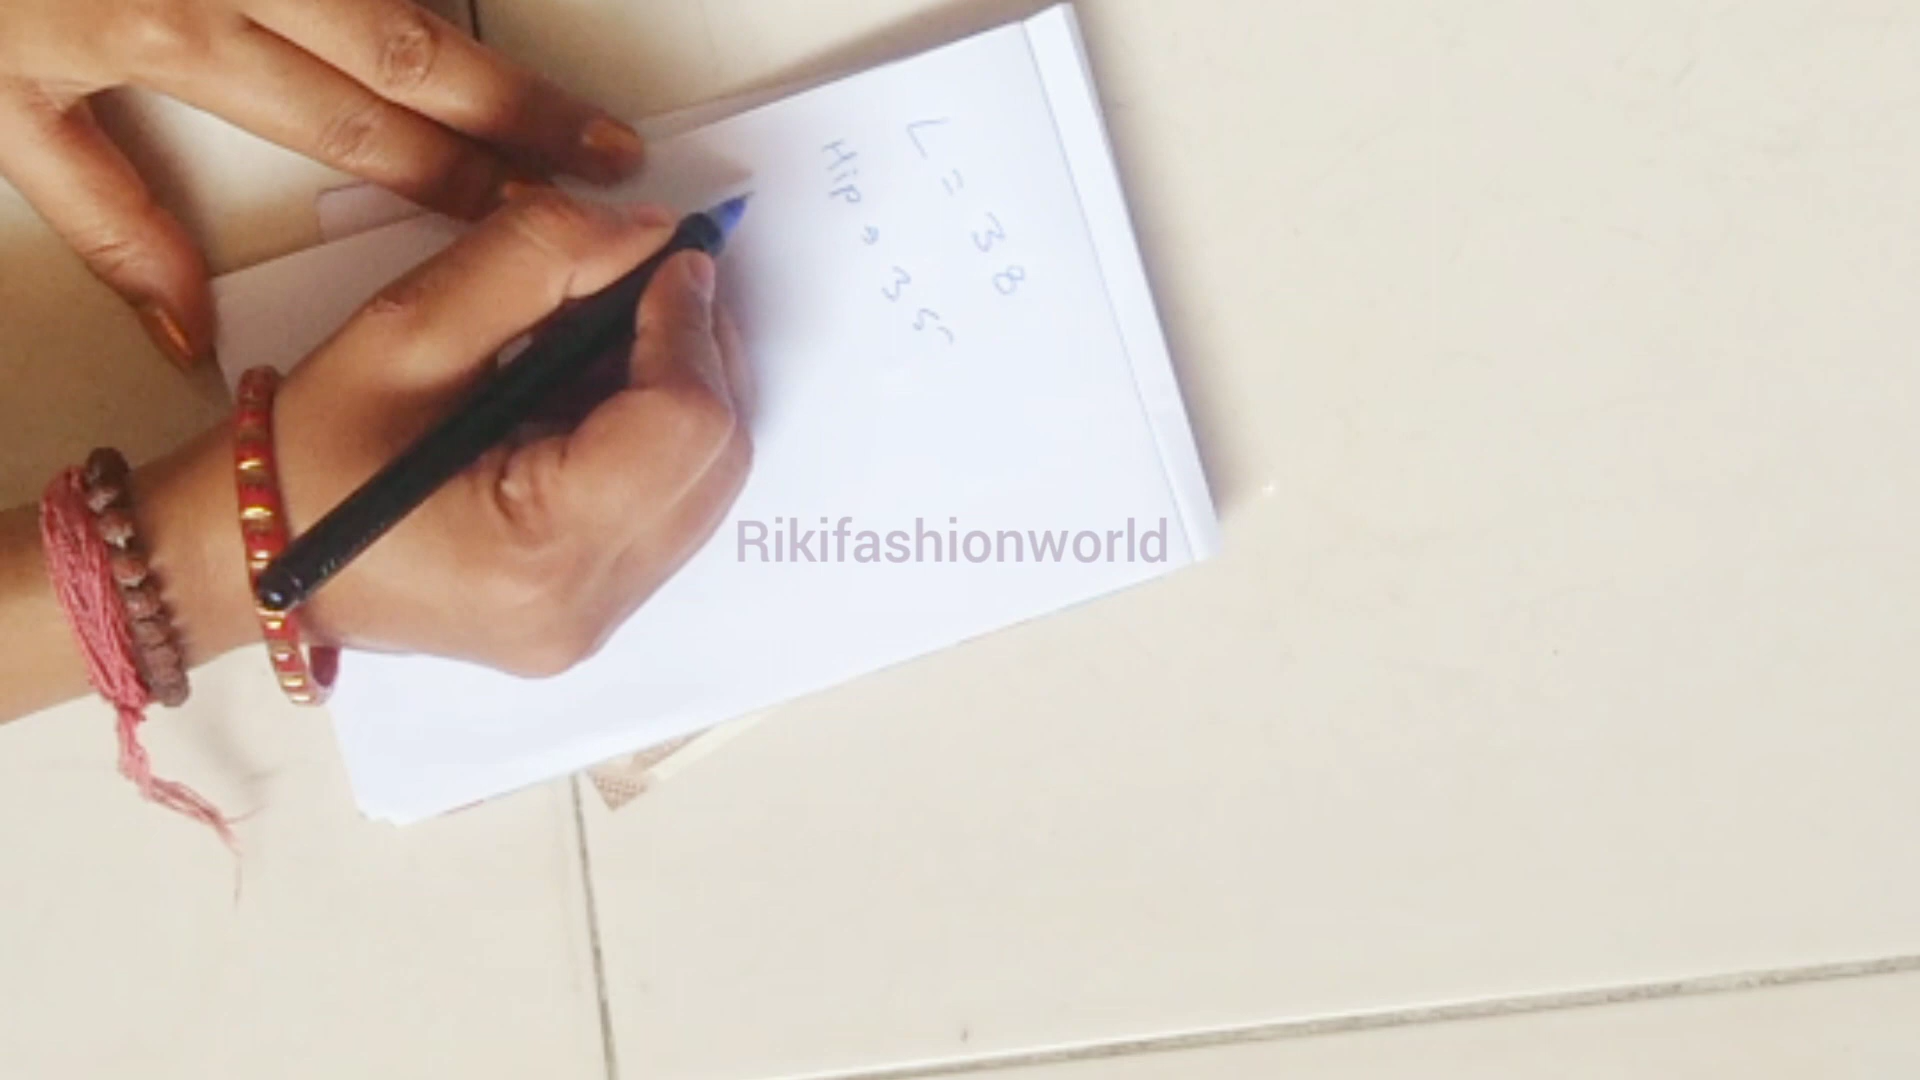 L = 38
Hip = 35
Rikifashionworld